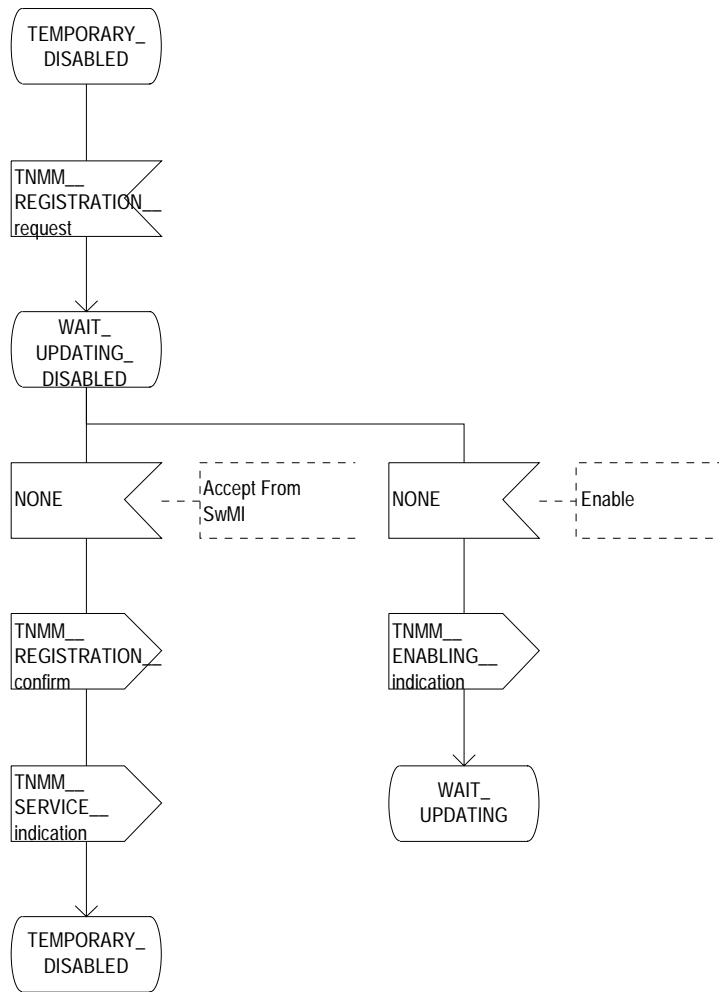 TEMPORARY_
DISABLED
TNMM__
REGISTRATION__
request
WAIT_
UPDATING_
DISABLED
NONE
Accept From
SwMI
NONE
Enable
TNMM__
REGISTRATION__
confirm
TNMM__
ENABLING__
indication
TNMM__
SERVICE__
indication
WAIT_
UPDATING
TEMPORARY_
DISABLED